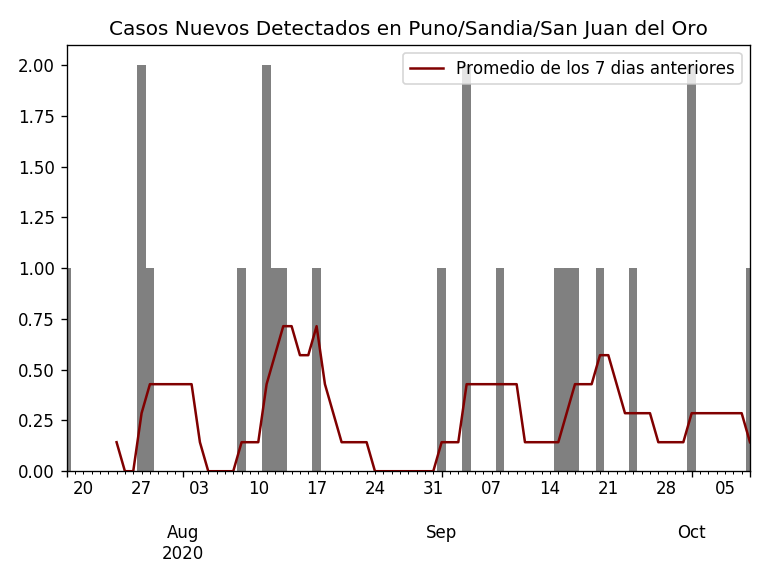 Casos Nuevos Detectados en Puno/Sandia/San Juan del Oro
Promedio de los 7 dias anteriores
2.00
1.75
1.50
1.25
1.00
0.75
0.50
0.25
0.00
20 27 03 10 17 24 31 07 14 21 28 05
Aug Sep Oct
2020